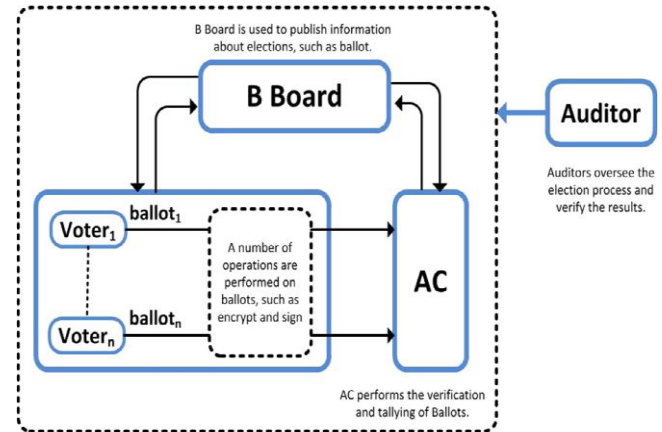 B Board is used to publish information
about elections, such as ballot.
B Board
Auditor
Auditors oversee the
election process and
verify the results.
Voter₁
ballot₁
A number of
operations are
performed on
ballots, such as
encrypt and sign
AC
Voterₙ
ballotₙ
AC performs the verification
and tallying of Ballots.